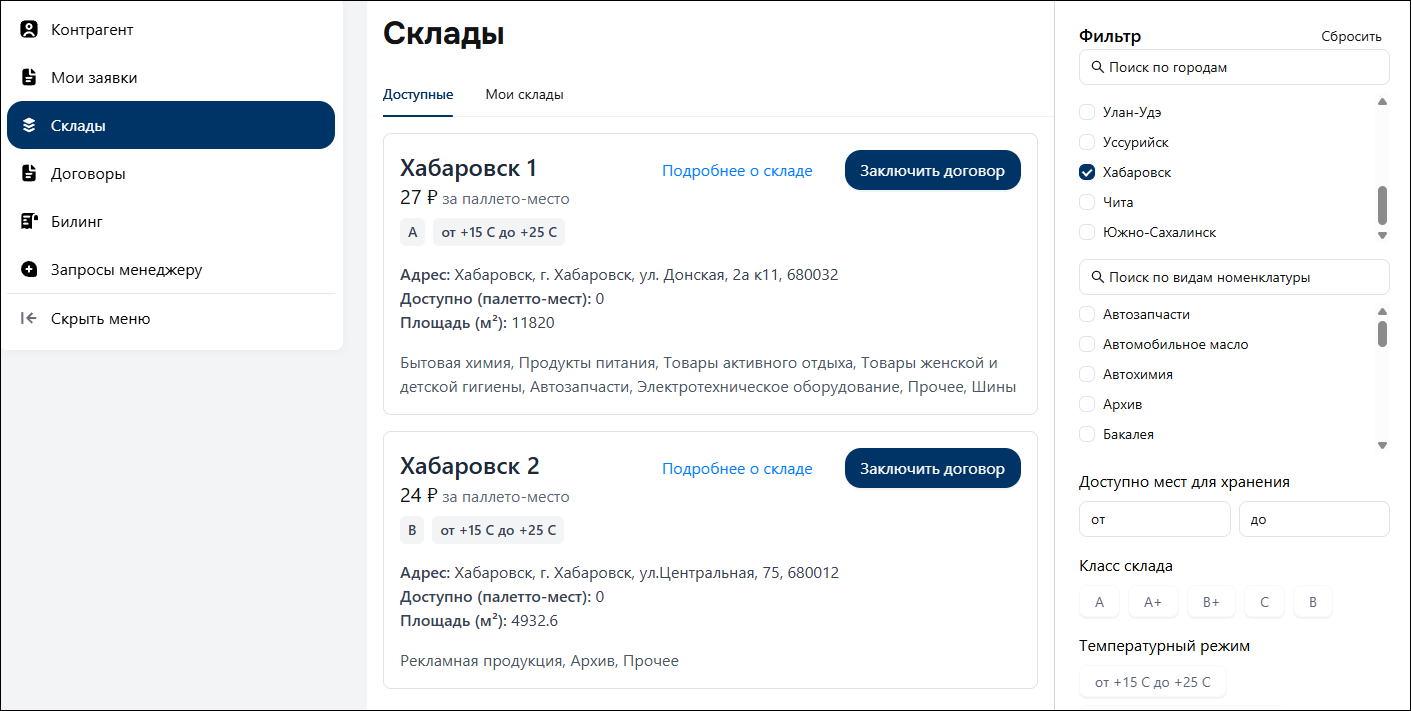 Контрагент
Мои заявки
Склады
Договоры
Билинг
Запросы менеджеру
Скрыть меню
Склады
Доступные
Мои склады
Хабаровск 1
Подробнее о складе
Заключить договор
27 ₽ за паллето-место
A
от +15 С до +25 С
Адрес: Хабаровск, г. Хабаровск, ул. Донская, 2а к11, 680032
Доступно (палетто-мест): 0
Площадь (м²): 11820
Бытовая химия, Продукты питания, Товары активного отдыха, Товары женской и
детской гигиены, Автозапчасти, Электротехническое оборудование, Прочее, Шины
Хабаровск 2
Подробнее о складе
Заключить договор
24 ₽ за паллето-место
B
от +15 С до +25 С
Адрес: Хабаровск, г. Хабаровск, ул.Центральная, 75, 680012
Доступно (палетто-мест): 0
Площадь (м²): 4932.6
Рекламная продукция, Архив, Прочее
Фильтр
Сбросить
Поиск по городам
Улан-Удэ
Уссурийск
Хабаровск
Чита
Южно-Сахалинск
Поиск по видам номенклатуры
Автозапчасти
Автомобильное масло
Автохимия
Архив
Бакалея
Доступно мест для хранения
от
до
Класс склада
A
A+
B+
C
B
Температурный режим
от +15 С до +25 С